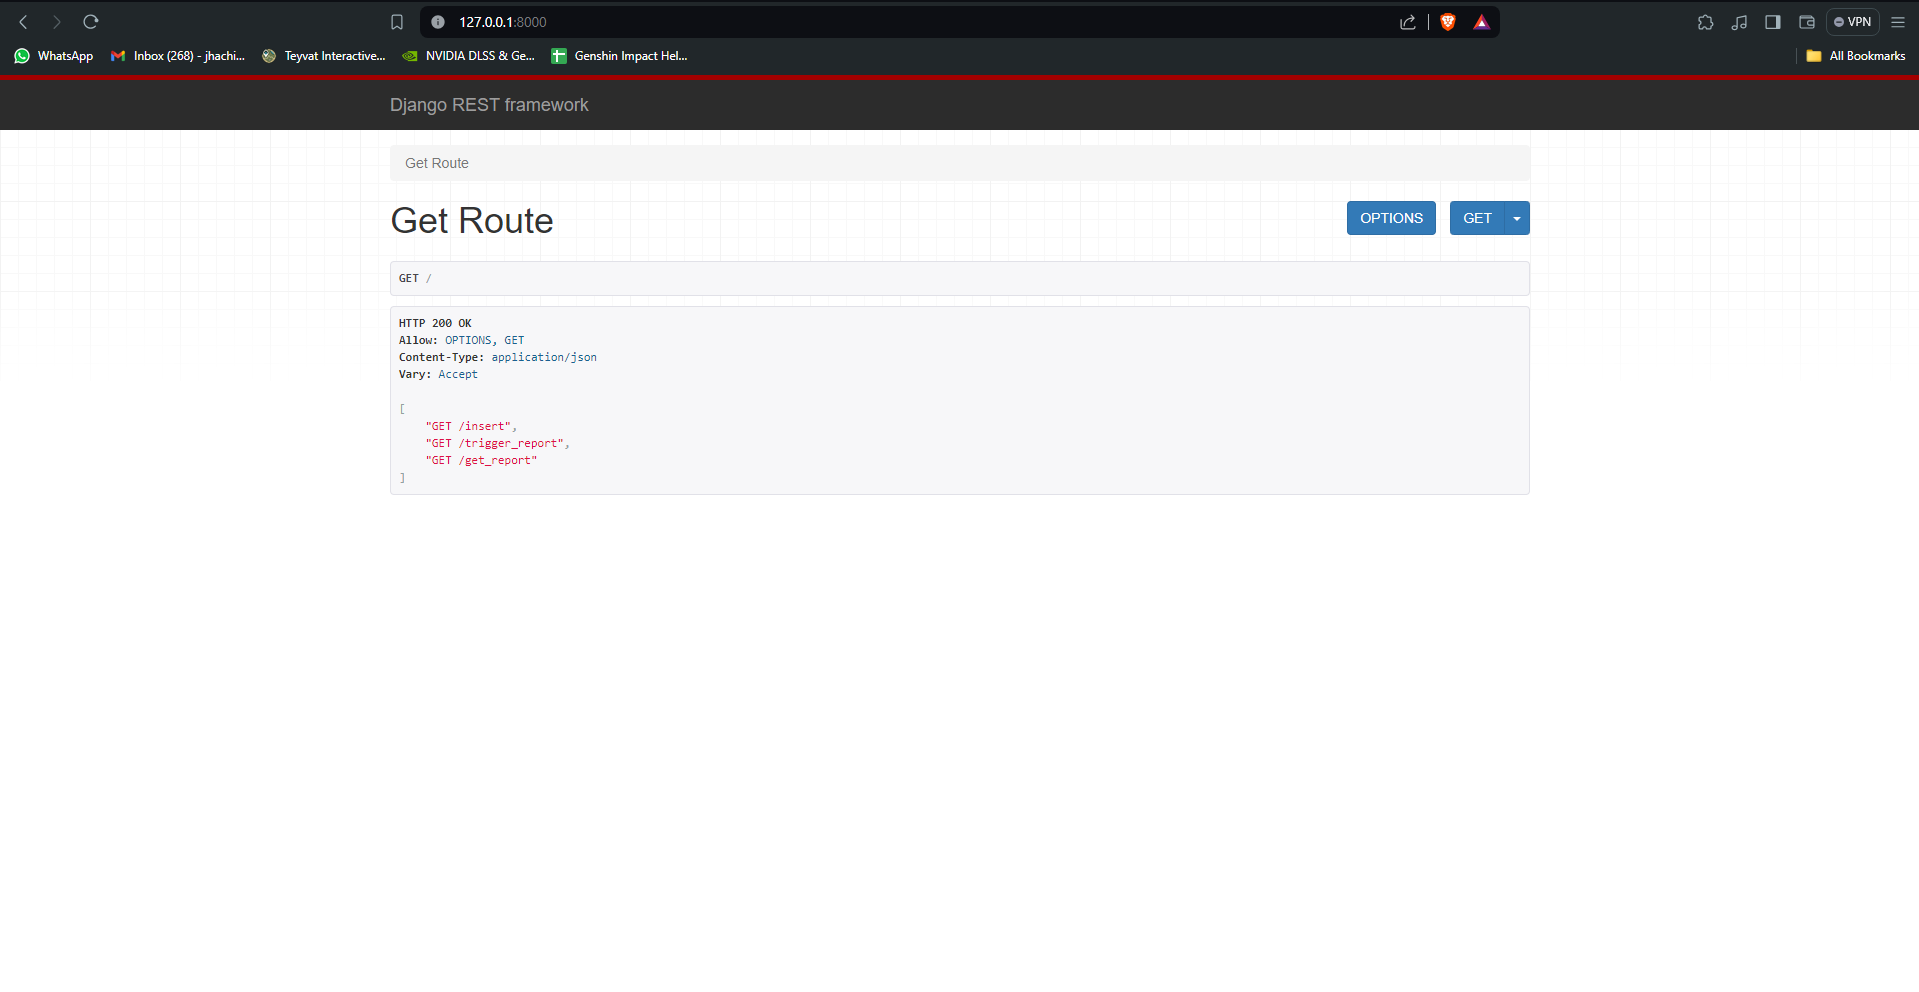 127.0.0.1:8000
VPN
WhatsApp
Inbox (268) - jhachi...
Teyvat Interactive...
NVIDIA DLSS & Ge...
Genshin Impact Hel...
All Bookmarks
Django REST framework
Get Route
Get Route
OPTIONS
GET
GET /
HTTP 200 OK
Allow: OPTIONS, GET
Content-Type: application/json
Vary: Accept
[
    "GET /insert",
    "GET /trigger_report",
    "GET /get_report"
]